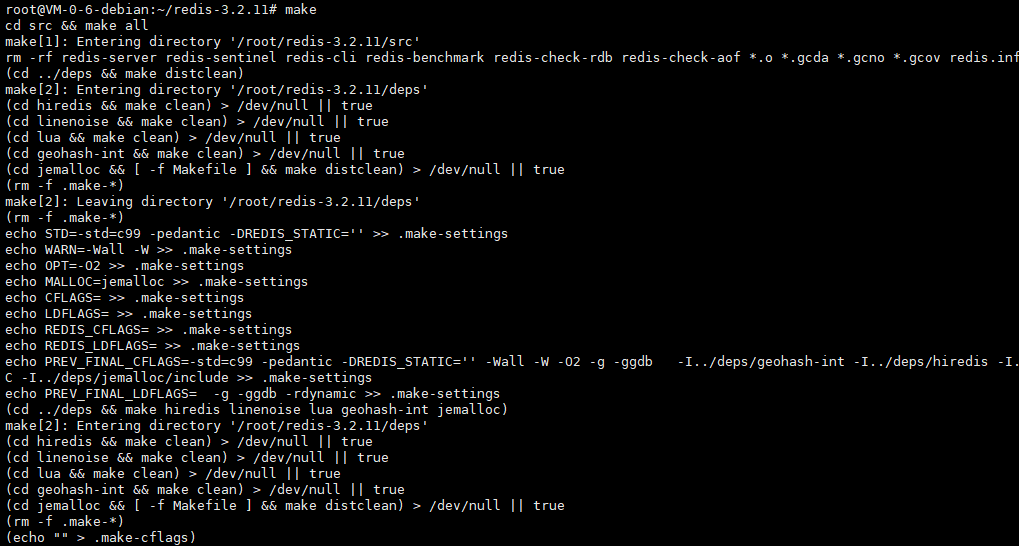 root@VM-0-6-debian:~/redis-3.2.11# make
cd src && make all
make[1]: Entering directory '/root/redis-3.2.11/src'
rm -rf redis-server redis-sentinel redis-cli redis-benchmark redis-check-rdb redis-check-aof *.o *.gcda *.gcno *.gcov redis.inf
(cd ../deps && make distclean)
make[2]: Entering directory '/root/redis-3.2.11/deps'
(cd hiredis && make clean) > /dev/null || true
(cd linenoise && make clean) > /dev/null || true
(cd lua && make clean) > /dev/null || true
(cd geohash-int && make clean) > /dev/null || true
(cd jemalloc && [ -f Makefile ] && make distclean) > /dev/null || true
(rm -f .make-*)
make[2]: Leaving directory '/root/redis-3.2.11/deps'
(rm -f .make-*)
echo STD=-std=c99 -pedantic -DREDIS_STATIC='' >> .make-settings
echo WARN=-Wall -W >> .make-settings
echo OPT=-O2 >> .make-settings
echo MALLOC=jemalloc >> .make-settings
echo CFLAGS= >> .make-settings
echo LDFLAGS= >> .make-settings
echo REDIS_CFLAGS= >> .make-settings
echo REDIS_LDFLAGS= >> .make-settings
echo PREV_FINAL_CFLAGS=-std=c99 -pedantic -DREDIS_STATIC='' -Wall -W -O2 -g -ggdb   -I../deps/geohash-int -I../deps/hiredis -I.
C -I../deps/jemalloc/include >> .make-settings
echo PREV_FINAL_LDFLAGS=  -g -ggdb -rdynamic >> .make-settings
(cd ../deps && make hiredis linenoise lua geohash-int jemalloc)
make[2]: Entering directory '/root/redis-3.2.11/deps'
(cd hiredis && make clean) > /dev/null || true
(cd linenoise && make clean) > /dev/null || true
(cd lua && make clean) > /dev/null || true
(cd geohash-int && make clean) > /dev/null || true
(cd jemalloc && [ -f Makefile ] && make distclean) > /dev/null || true
(rm -f .make-*)
(echo "" > .make-cflags)